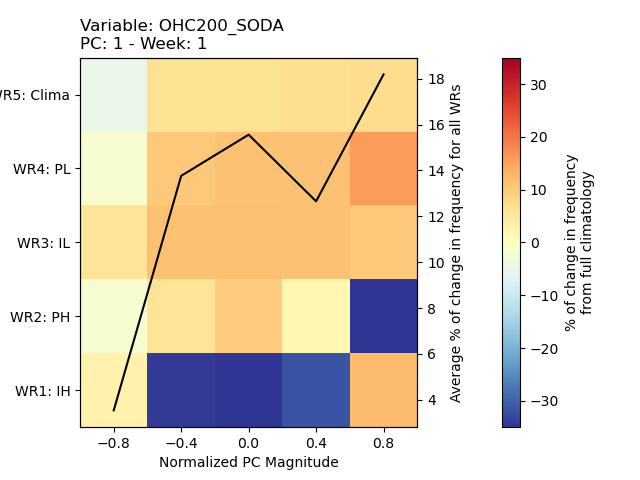 Variable: OHC200_SODA
PC: 1 - Week: 1
WR5: Clima
WR4: PL
WR3: IL
WR2: PH
WR1: IH
−0.8 −0.4 0.0 0.4 0.8
Normalized PC Magnitude
18
16
14
12
10
8
6
4
Average % of change in frequency for all WRs
30
20
10
0
−10
−20
−30
% of change in frequency
from full climatology